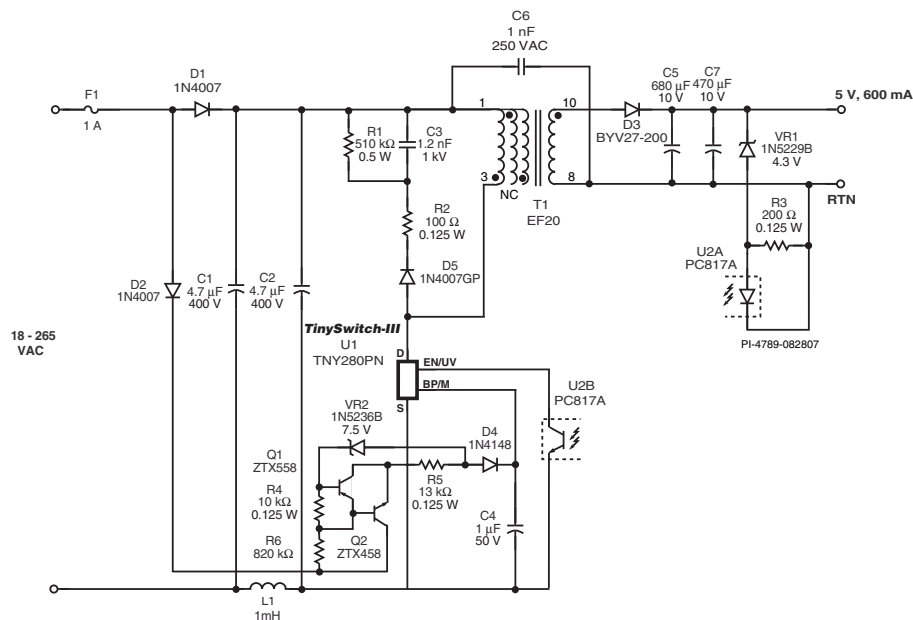 C6
1 nF
250 VAC
D1
1N4007
F1
1 A
R1
510 kΩ
0.5 W
C3
1.2 nF
1 kV
1
3
NC
10
8
T1
EF20
D3
BYV27-200
C5
680 µF
10 V
C7
470 µF
10 V
5 V, 600 mA
VR1
1N5229B
4.3 V
RTN
R3
200 Ω
0.125 W
U2A
PC817A
PI-4789-082807
R2
100 Ω
0.125 W
D5
1N4007GP
D2
1N4007
C1
4.7 µF
400 V
C2
4.7 µF
400 V
18 - 265
VAC
TinySwitch-III
U1
TNY280PN
D
S
EN/UV
BP/M
U2B
PC817A
VR2
1N5236B
7.5 V
D4
1N4148
Q1
ZTX558
R4
10 kΩ
0.125 W
R5
13 kΩ
0.125 W
C4
1 µF
50 V
R6
820 kΩ
Q2
ZTX458
L1
1mH